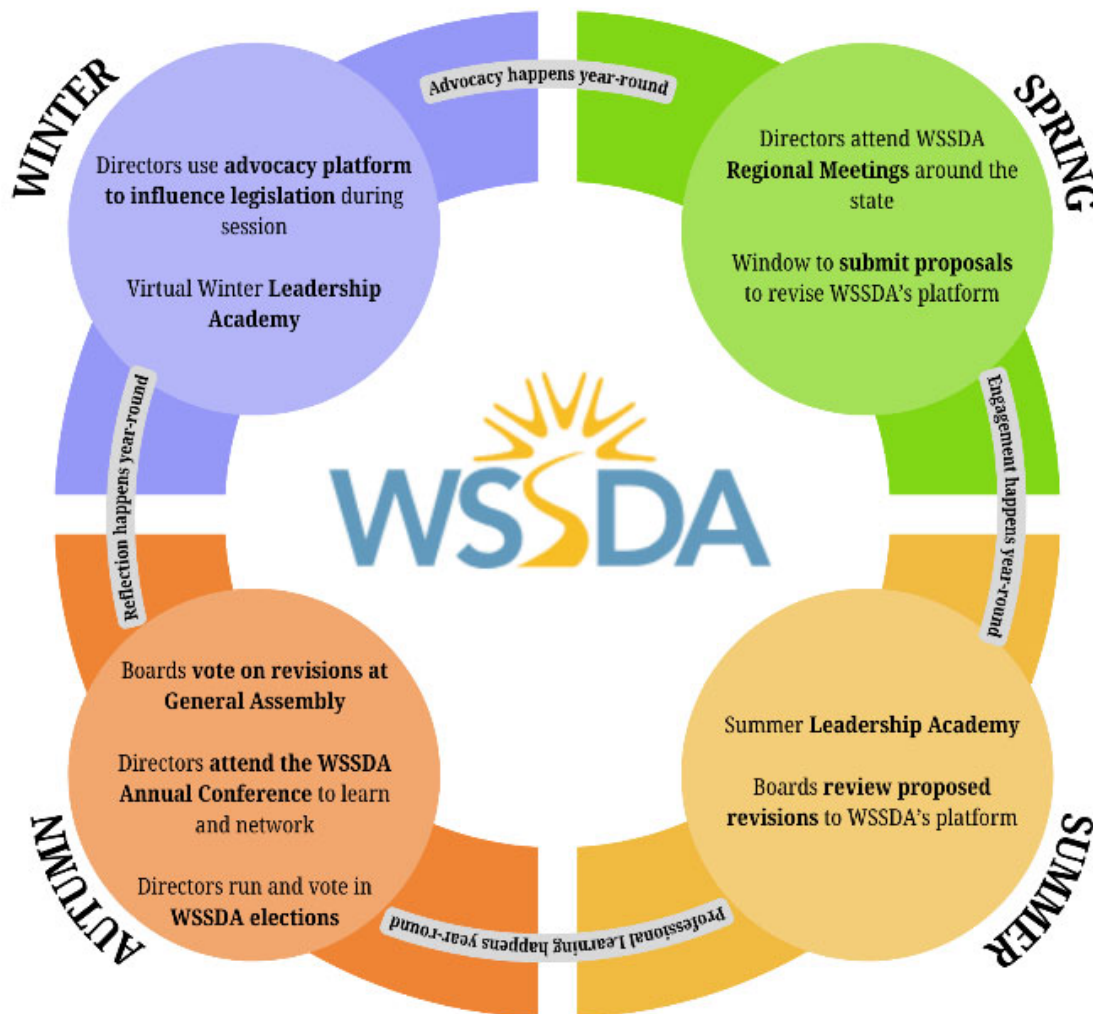 WINTER
Directors use advocacy platform
to influence legislation during
session
Virtual Winter Leadership
Academy
Advocacy happens year-round
SPRING
Directors attend WSSDA
Regional Meetings around the
state
Window to submit proposals
to revise WSSDA’s platform
Engagement happens year-round
SUMMER
Summer Leadership Academy
Boards review proposed
revisions to WSSDA’s platform
Professional Learning happens year-round
AUTUMN
Boards vote on revisions at
General Assembly
Directors attend the WSSDA
Annual Conference to learn
and network
Directors run and vote in
WSSDA elections
Reflection happens year-round
WSSDA